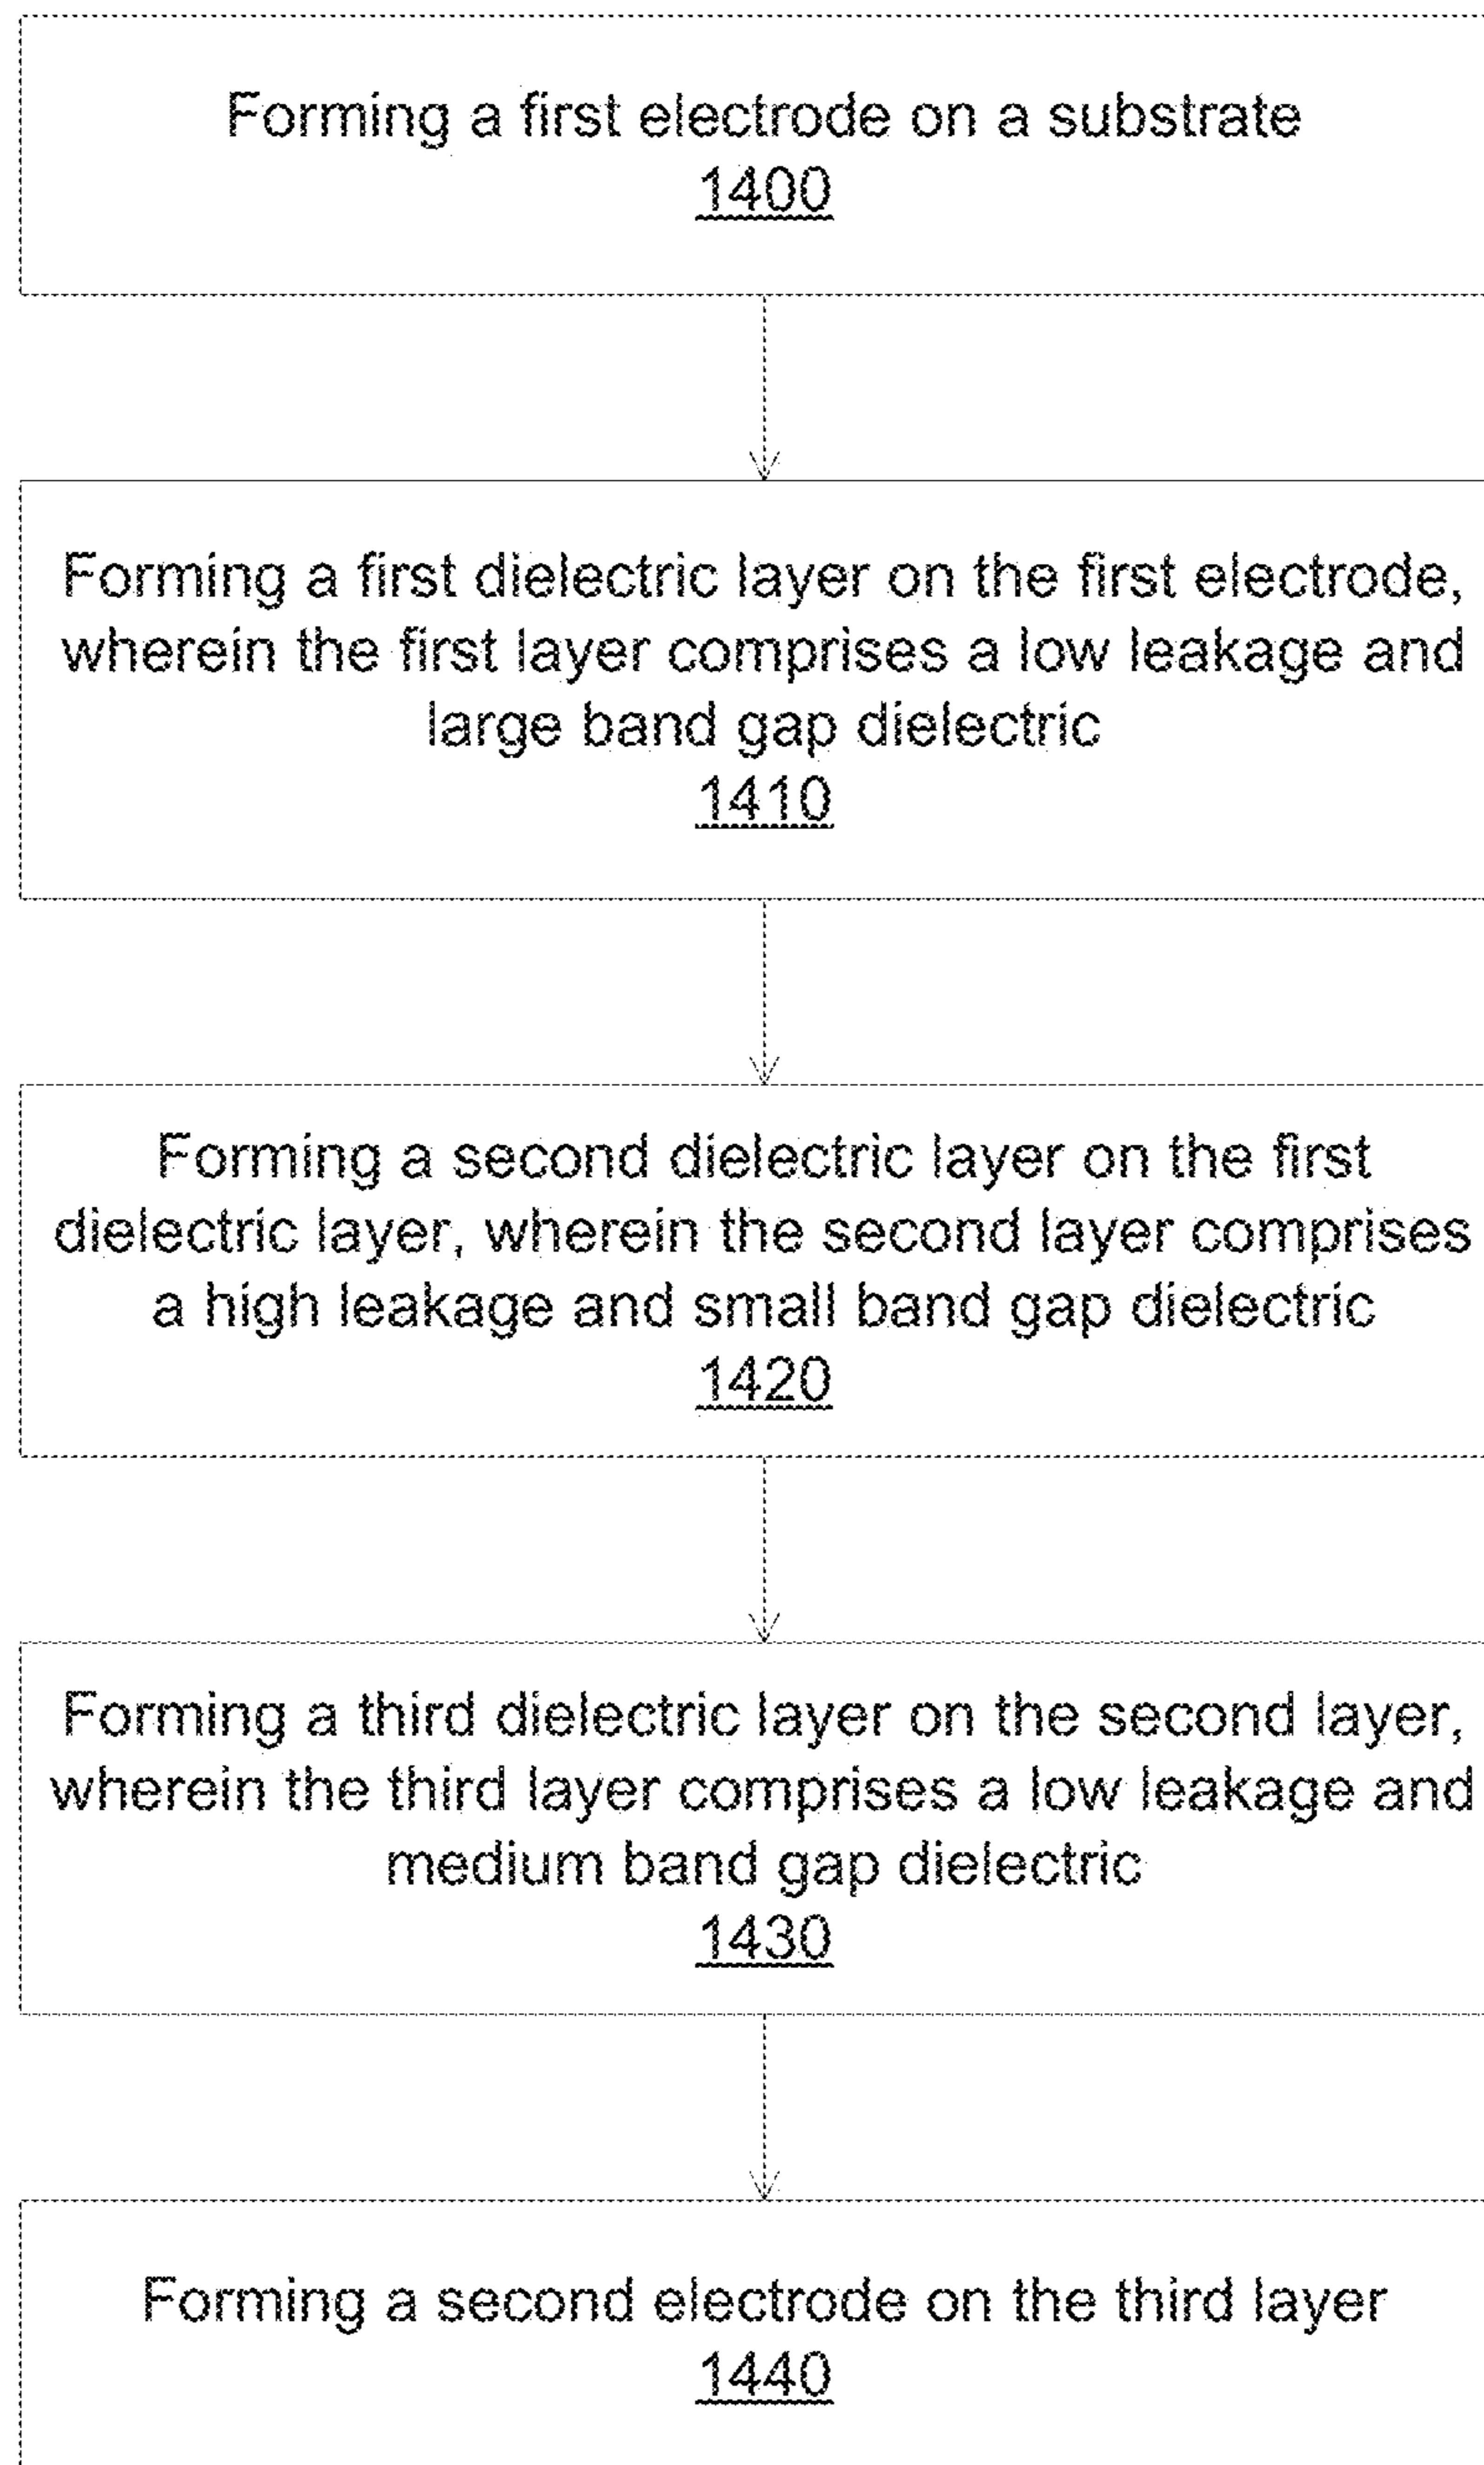 Forming a first electrode on a substrate
1400
Forming a first dielectric layer on the first electrode,
wherein the first layer comprises a low leakage and
large band gap dielectric
1410
Forming a second dielectric layer on the first
dielectric layer, wherein the second layer comprises
a high leakage and small band gap dielectric
1420
Forming a third dielectric layer on the second layer,
wherein the third layer comprises a low leakage and
medium band gap dielectric
1430
Forming a second electrode on the third layer
1440